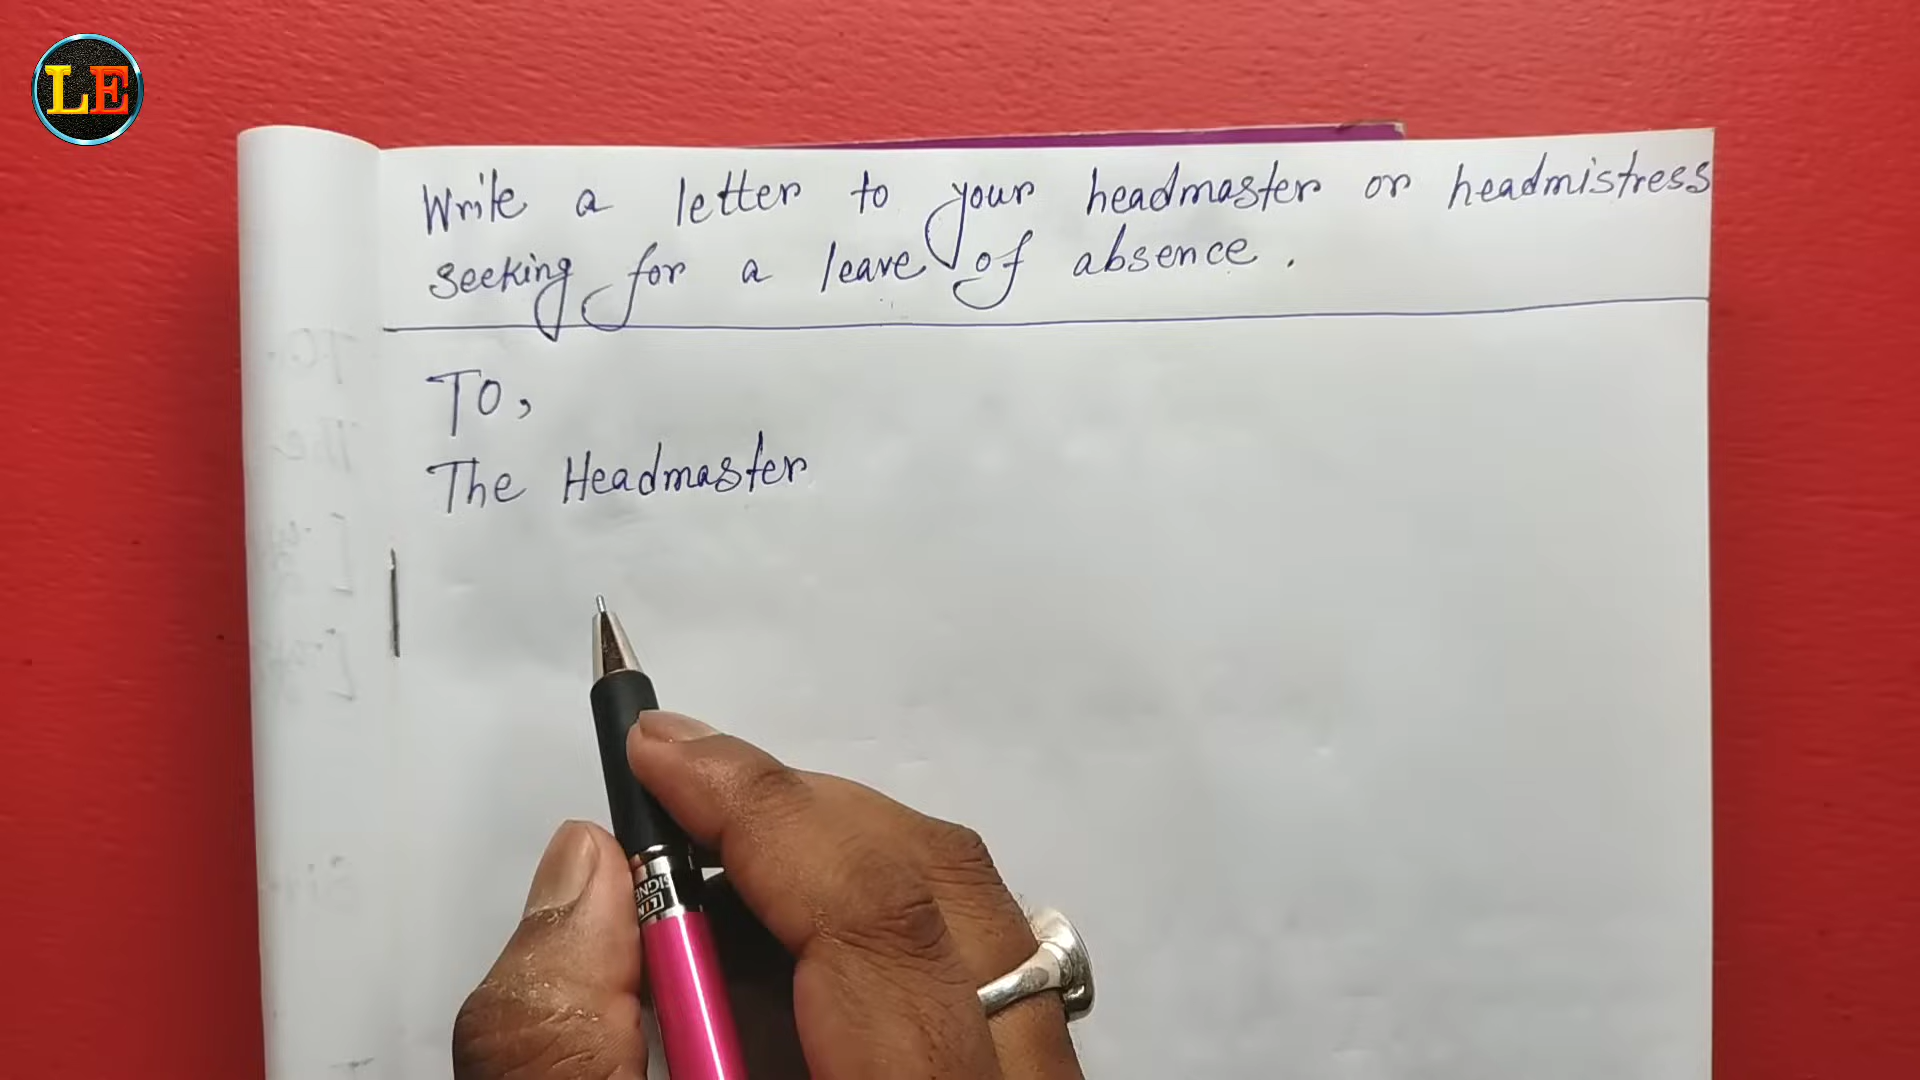 LE
Write a letter to your headmaster or headmistress
seeking for a leave of absence.
To,
The Headmaster